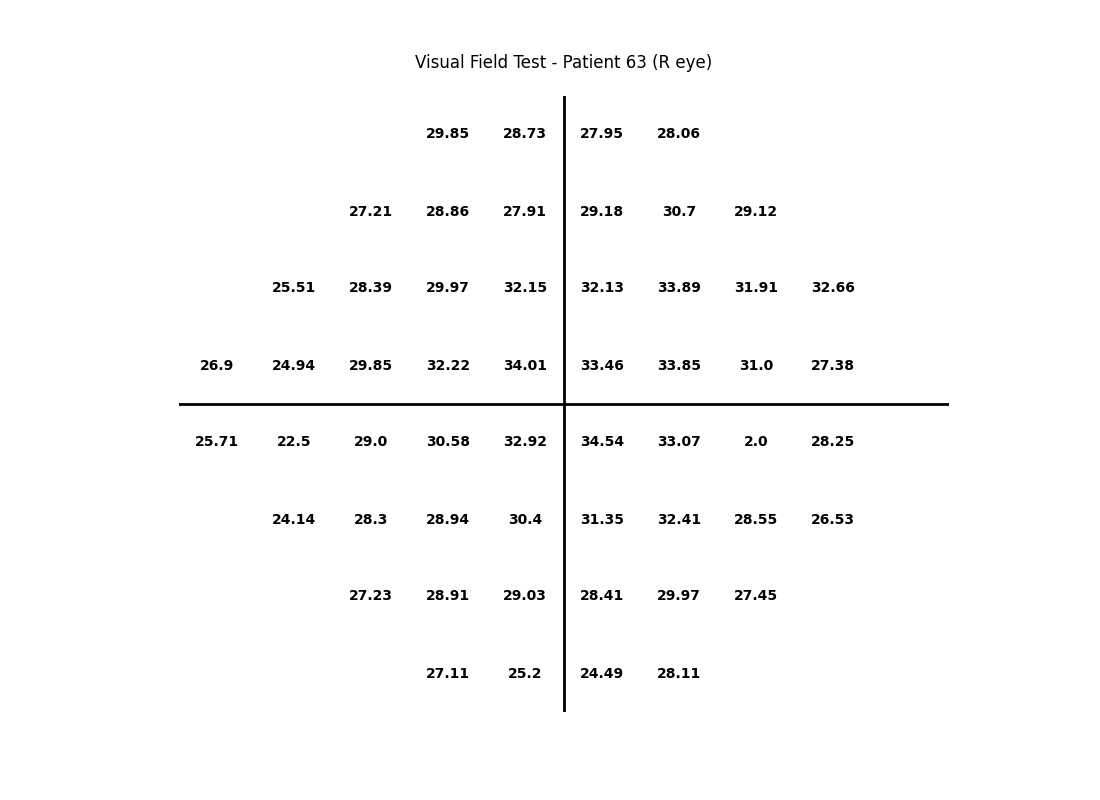 Visual Field Test - Patient 63 (R eye)
29.85 28.73 27.95 28.06
27.21 28.86 27.91 29.18 30.7 29.12
25.51 28.39 29.97 32.15 32.13 33.89 31.91 32.66
26.9 24.94 29.85 32.22 34.01 33.46 33.85 31.0 27.38
25.71 22.5 29.0 30.58 32.92 34.54 33.07 2.0 28.25
24.14 28.3 28.94 30.4 31.35 32.41 28.55 26.53
27.23 28.91 29.03 28.41 29.97 27.45
27.11 25.2 24.49 28.11